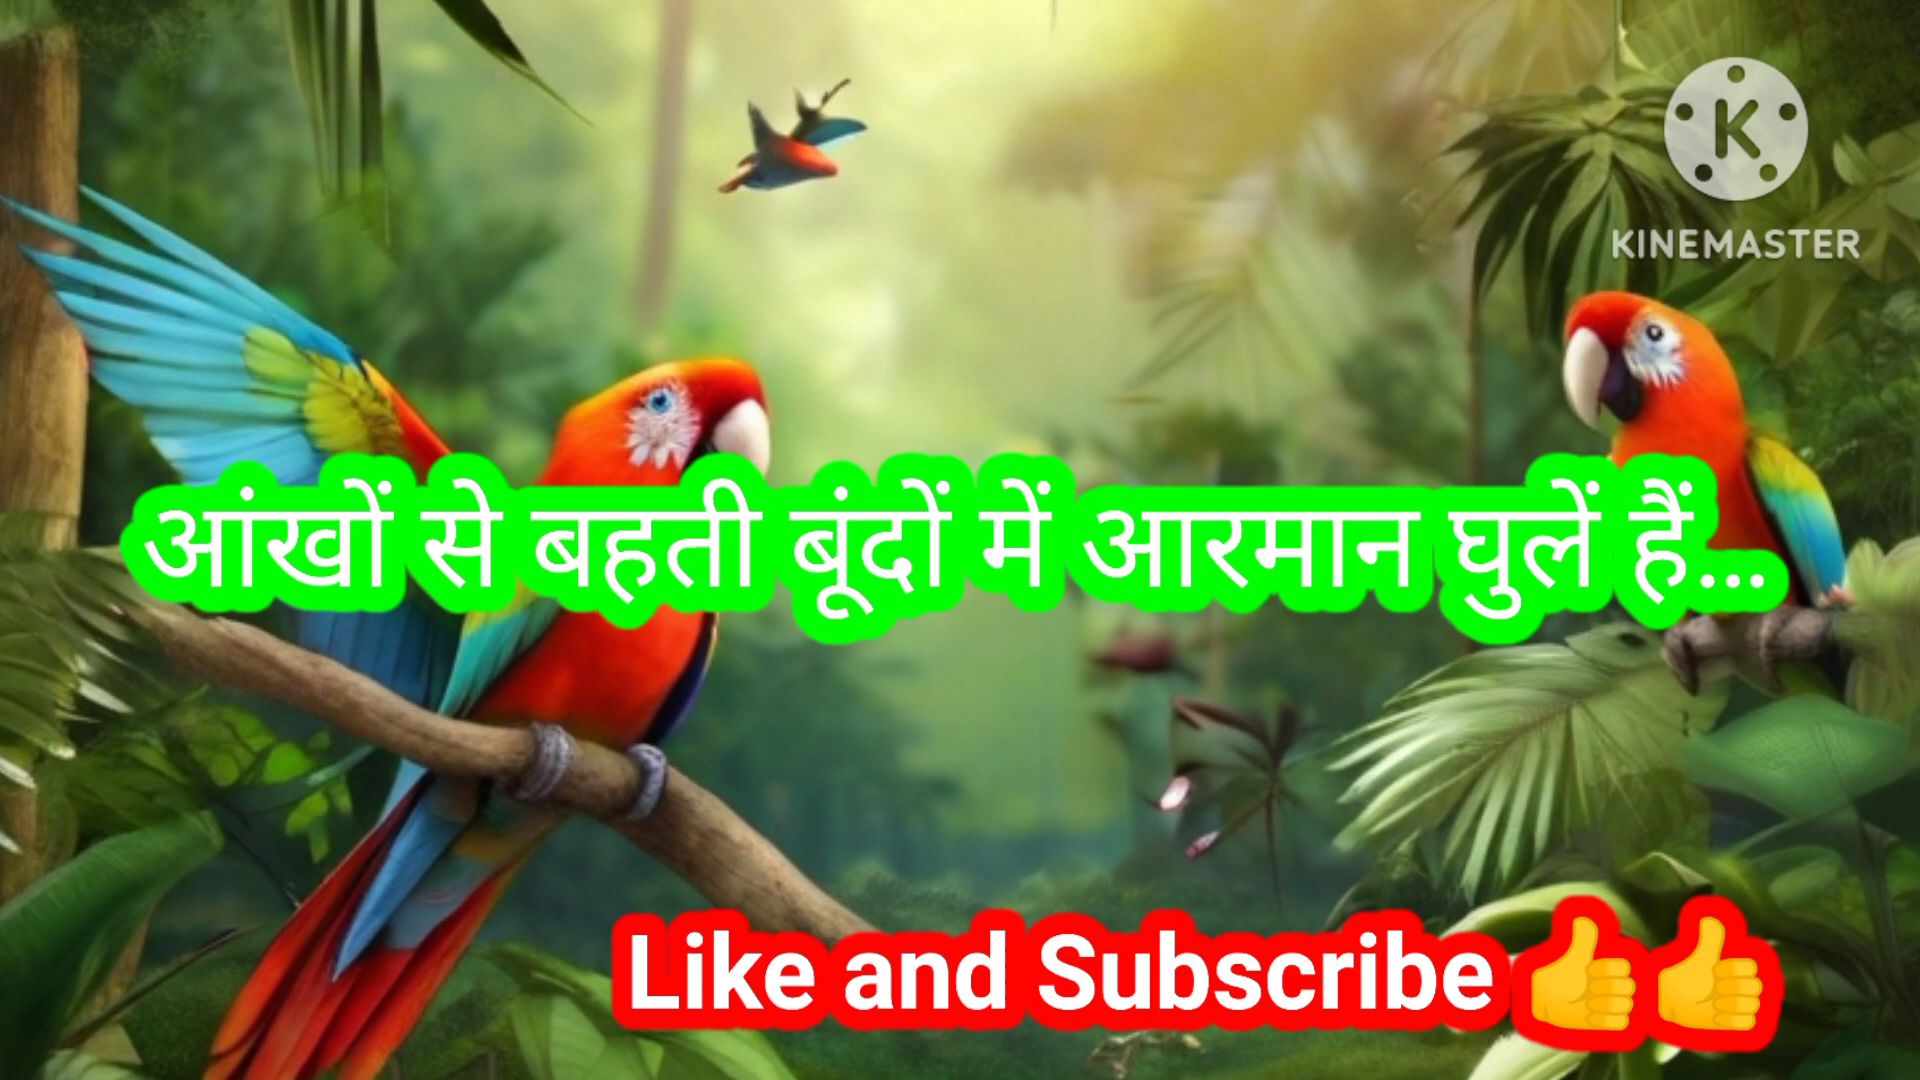 KINEMASTER
आंखों से बहती बूंदों में आरमान घुलें हैं...
Like and Subscribe 👍👍